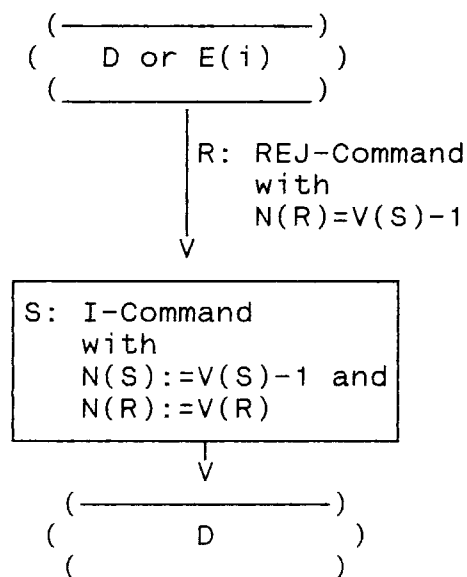 D or E(i)
R: REJ-Command
with
N(R)=V(S)-1
S: I-Command
with
N(S):=V(S)-1 and
N(R):=V(R)
D